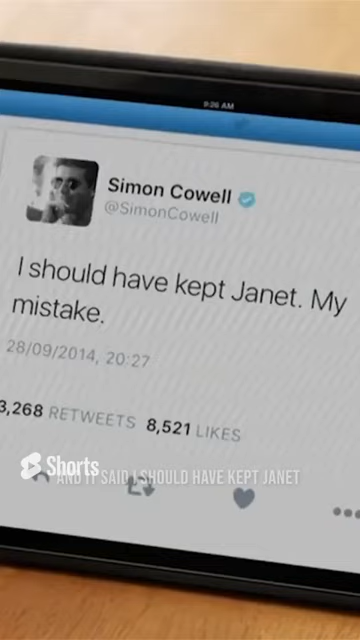 9:26 AM
Simon Cowell
@SimonCowell
I should have kept Janet. My
mistake.
28/09/2014, 20:27
3,268 RETWEETS 8,521 LIKES
Shorts
AND IT SAID I SHOULD HAVE KEPT JANET